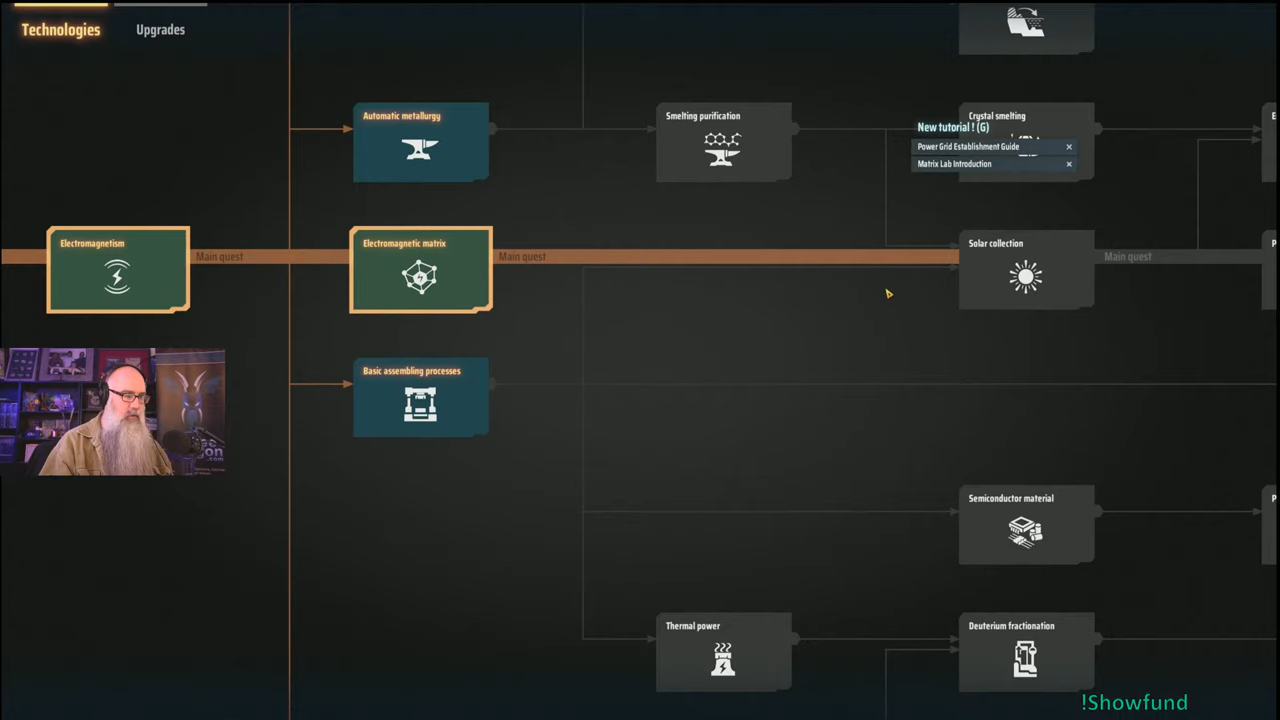 Technologies
Upgrades
Automatic metallurgy
Smelting purification
Crystal smelting
New tutorial ! (G)
Power Grid Establishment Guide
Matrix Lab Introduction
Electromagnetism
Main quest
Electromagnetic matrix
Main quest
Solar collection
Main quest
Basic assembling processes
Semiconductor material
Thermal power
Deuterium fractionation
!Showfund